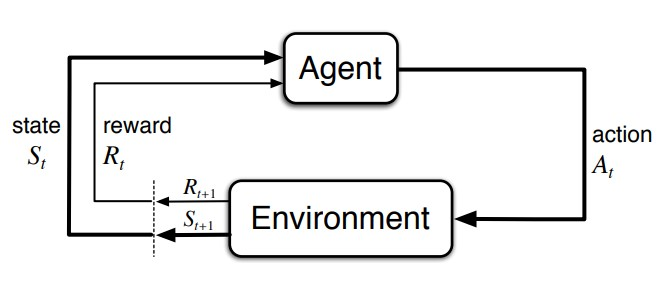 Agent
state
S_t
reward
R_t
action
A_t
R_{t+1}
S_{t+1}
Environment